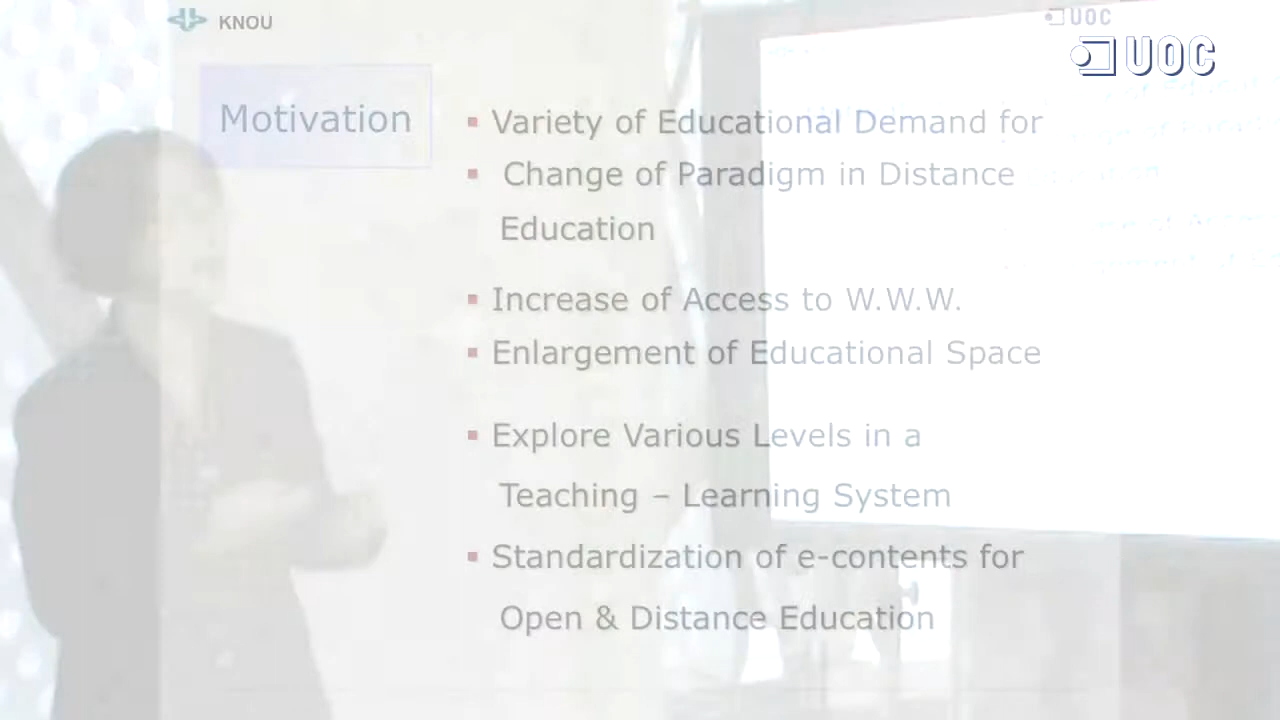 KNOU
UOC
UOC
Motivation
▪ Variety of Educational Demand for
▪ Change of Paradigm in Distance
Education
▪ Increase of Access to W.W.W.
▪ Enlargement of Educational Space
▪ Explore Various Levels in a
Teaching – Learning System
▪ Standardization of e-contents for
Open & Distance Education